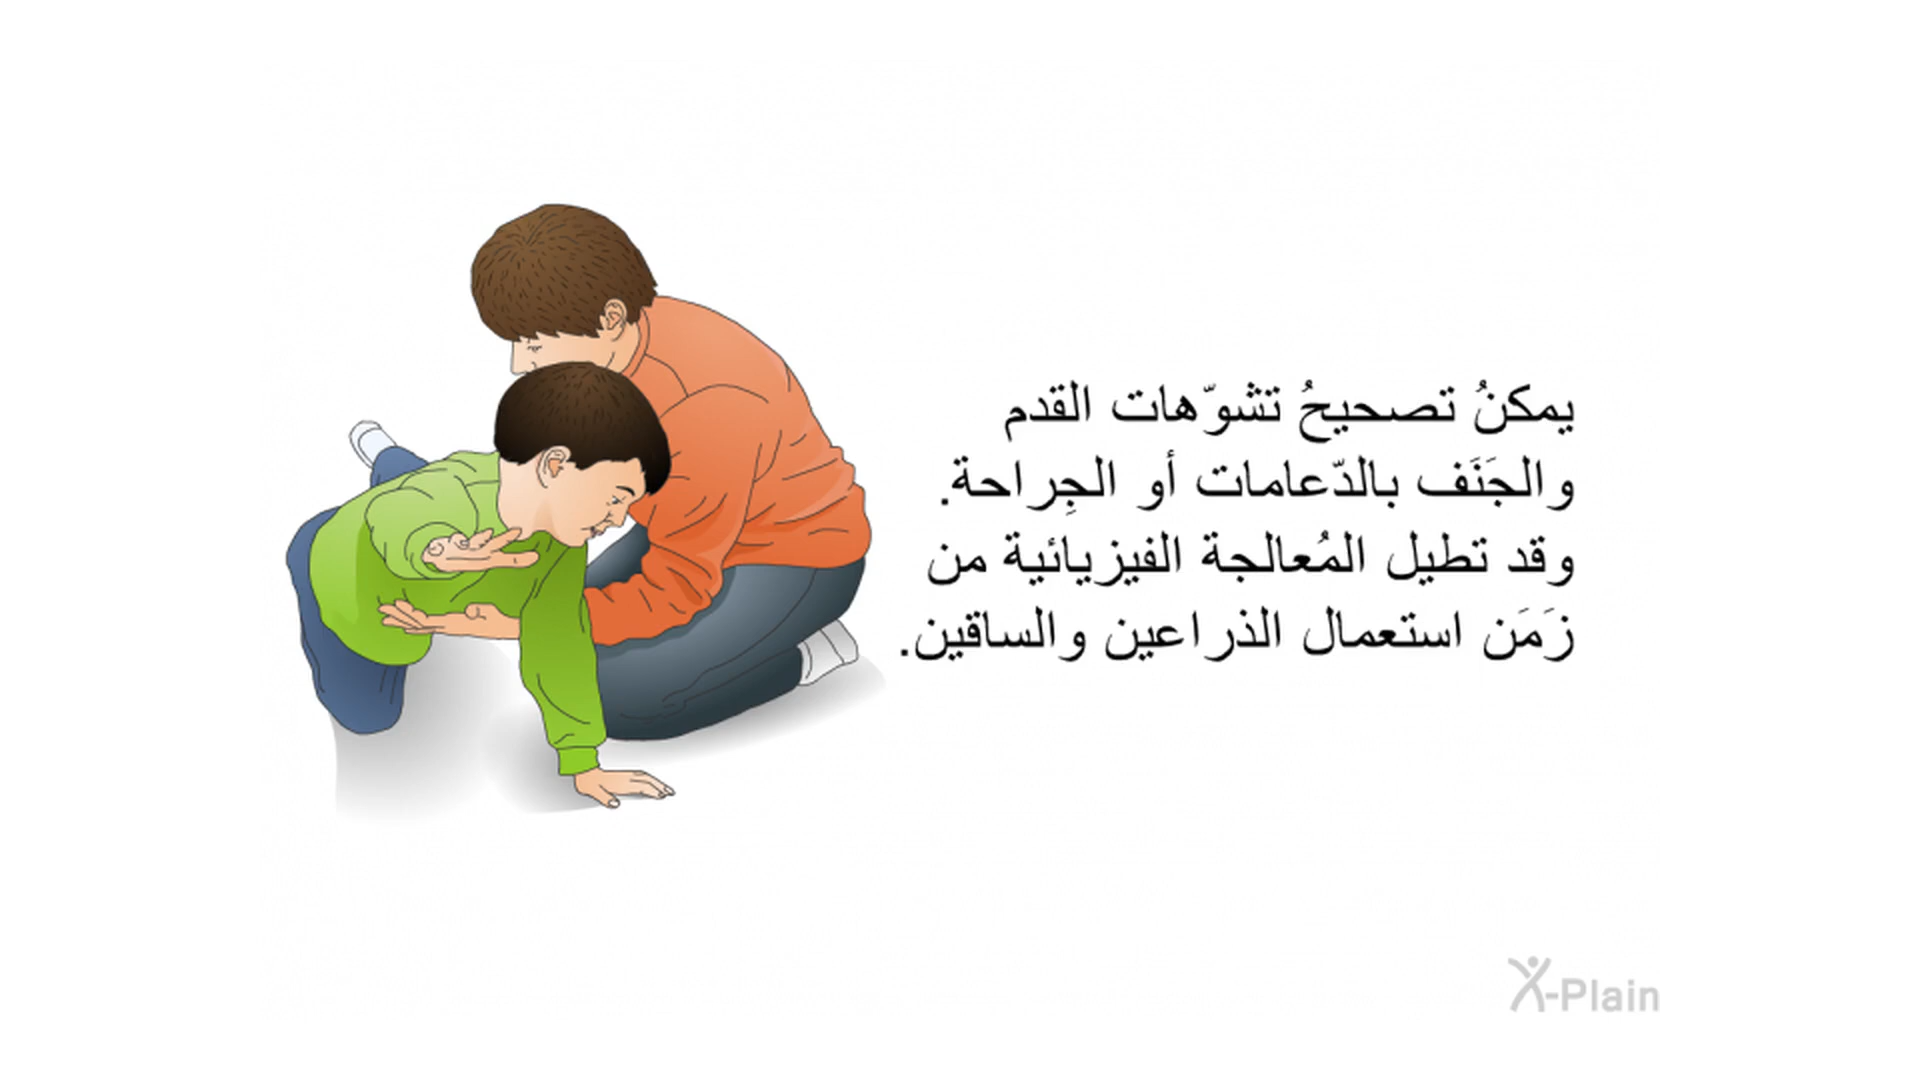 يمكنُ تصحيحُ تشوّهات القدم
والجَنَف بالدّعامات أو الجِراحة.
وقد تطيل المُعالجة الفيزيائية من
زَمَن استعمال الذراعين والساقين.
X-Plain